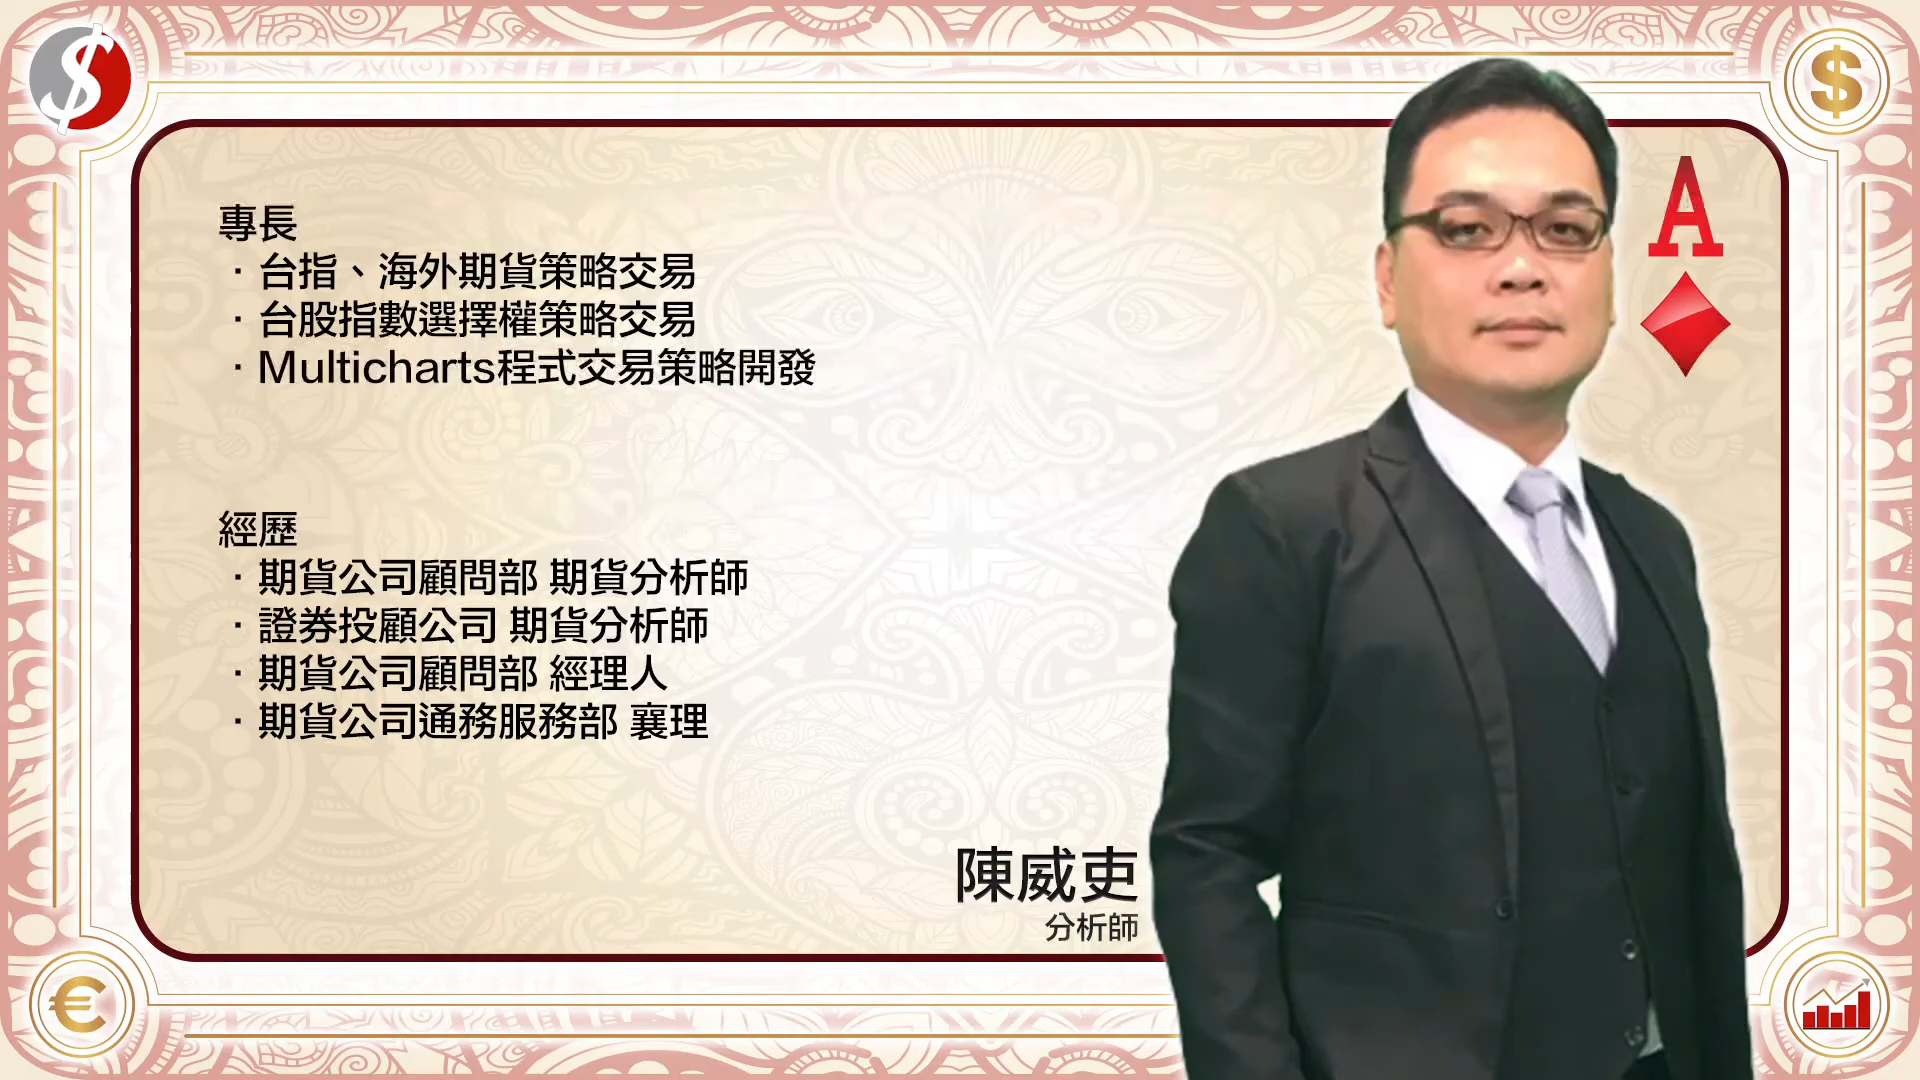 專長
·台指、海外期貨策略交易
·台股指數選擇權策略交易
·Multicharts程式交易策略開發
經歷
·期貨公司顧問部 期貨分析師
·證券投顧公司 期貨分析師
·期貨公司顧問部 經理人
·期貨公司通務服務部 襄理
陳威吏
分析師
A
$
$
€